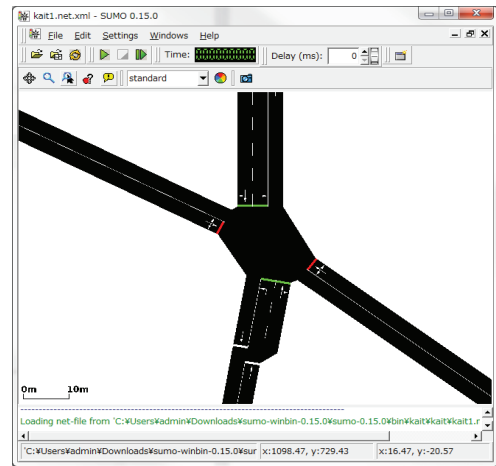 kait1.net.xml - SUMO 0.15.0
File Edit Settings Windows Help
Time: Delay (ms): 0
standard
0m 10m
Loading net-file from 'C:¥Users¥admin¥Downloads¥sumo-winbin-0.15.0¥sumo-0.15.0¥bin¥kait¥kait¥kait1.r
'C:¥Users¥admin¥Downloads¥sumo-winbin-0.15.0¥sur x:1098.47, y:729.43 x:16.47, y:-20.57